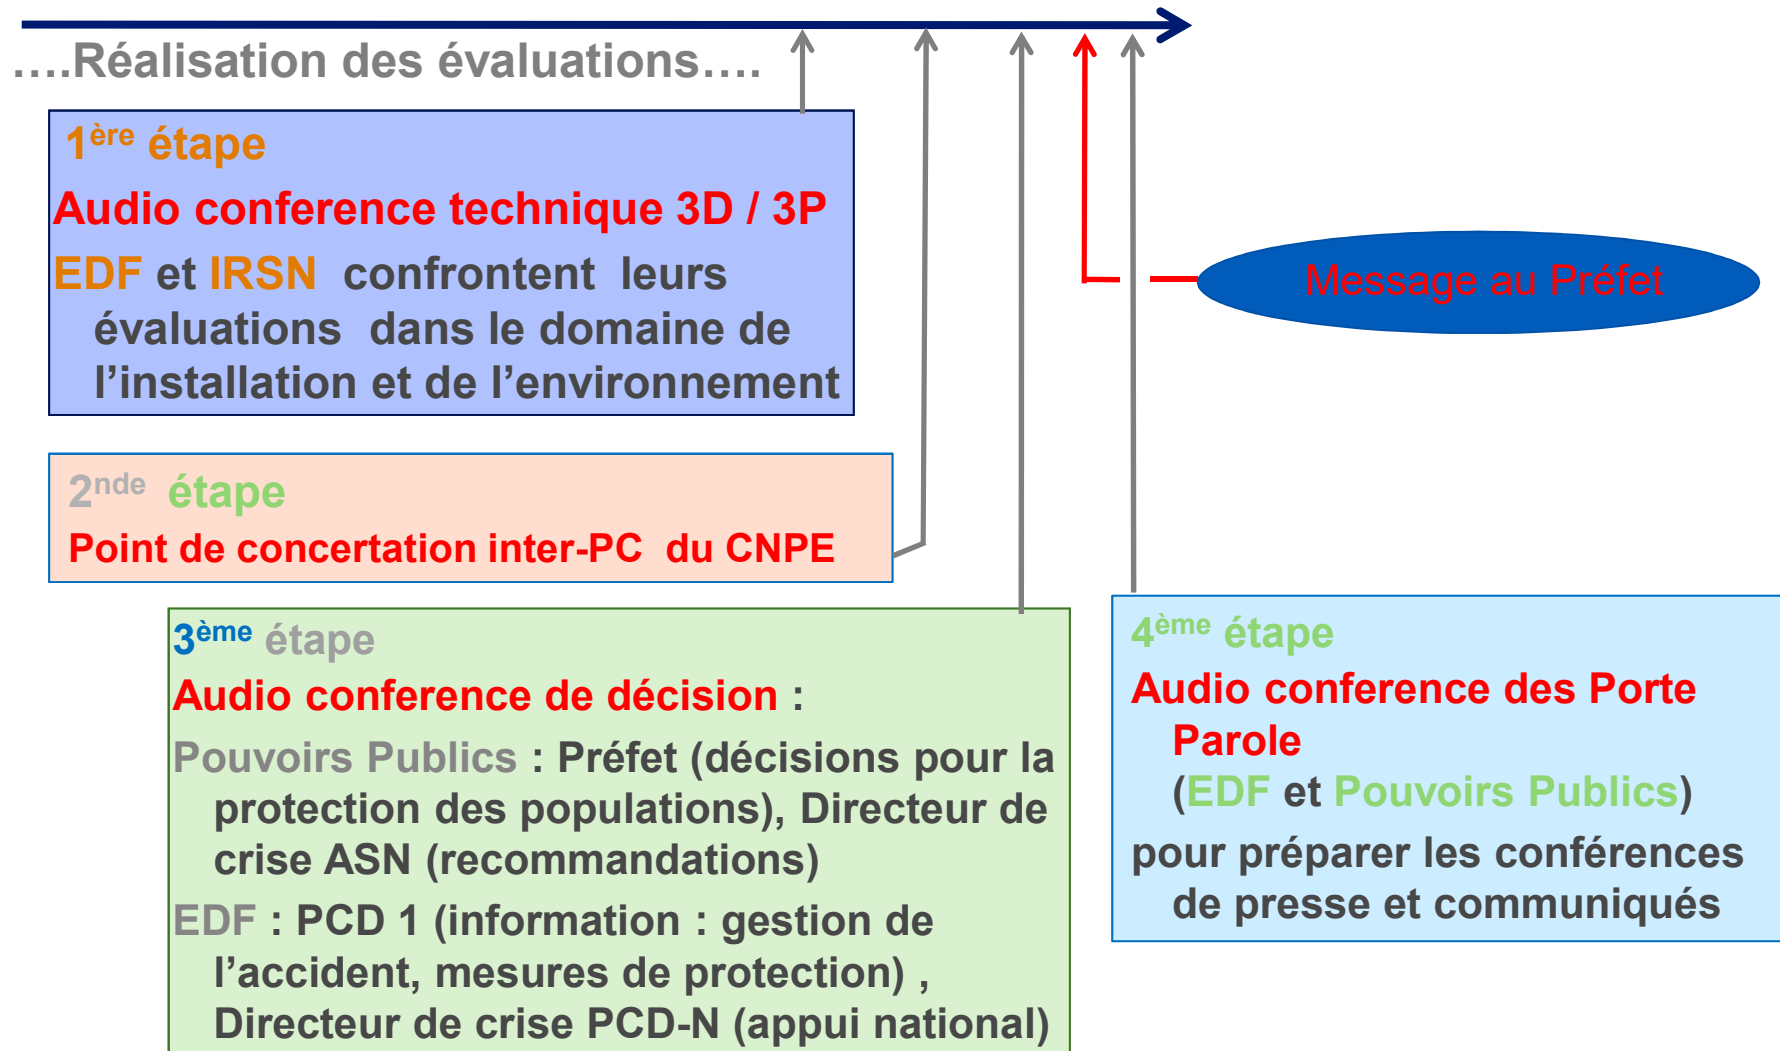 ….Réalisation des évaluations….
1ère étape
Audio conference technique 3D / 3P
EDF et IRSN confrontent leurs
évaluations dans le domaine de
l’installation et de l’environnement
2nde étape
Point de concertation inter-PC du CNPE
3ème étape
Audio conference de décision :
Pouvoirs Publics : Préfet (décisions pour la
protection des populations), Directeur de
crise ASN (recommandations)
EDF : PCD 1 (information : gestion de
l’accident, mesures de protection) ,
Directeur de crise PCD-N (appui national)
Message au Préfet
4ème étape
Audio conference des Porte
Parole
(EDF et Pouvoirs Publics)
pour préparer les conférences
de presse et communiqués